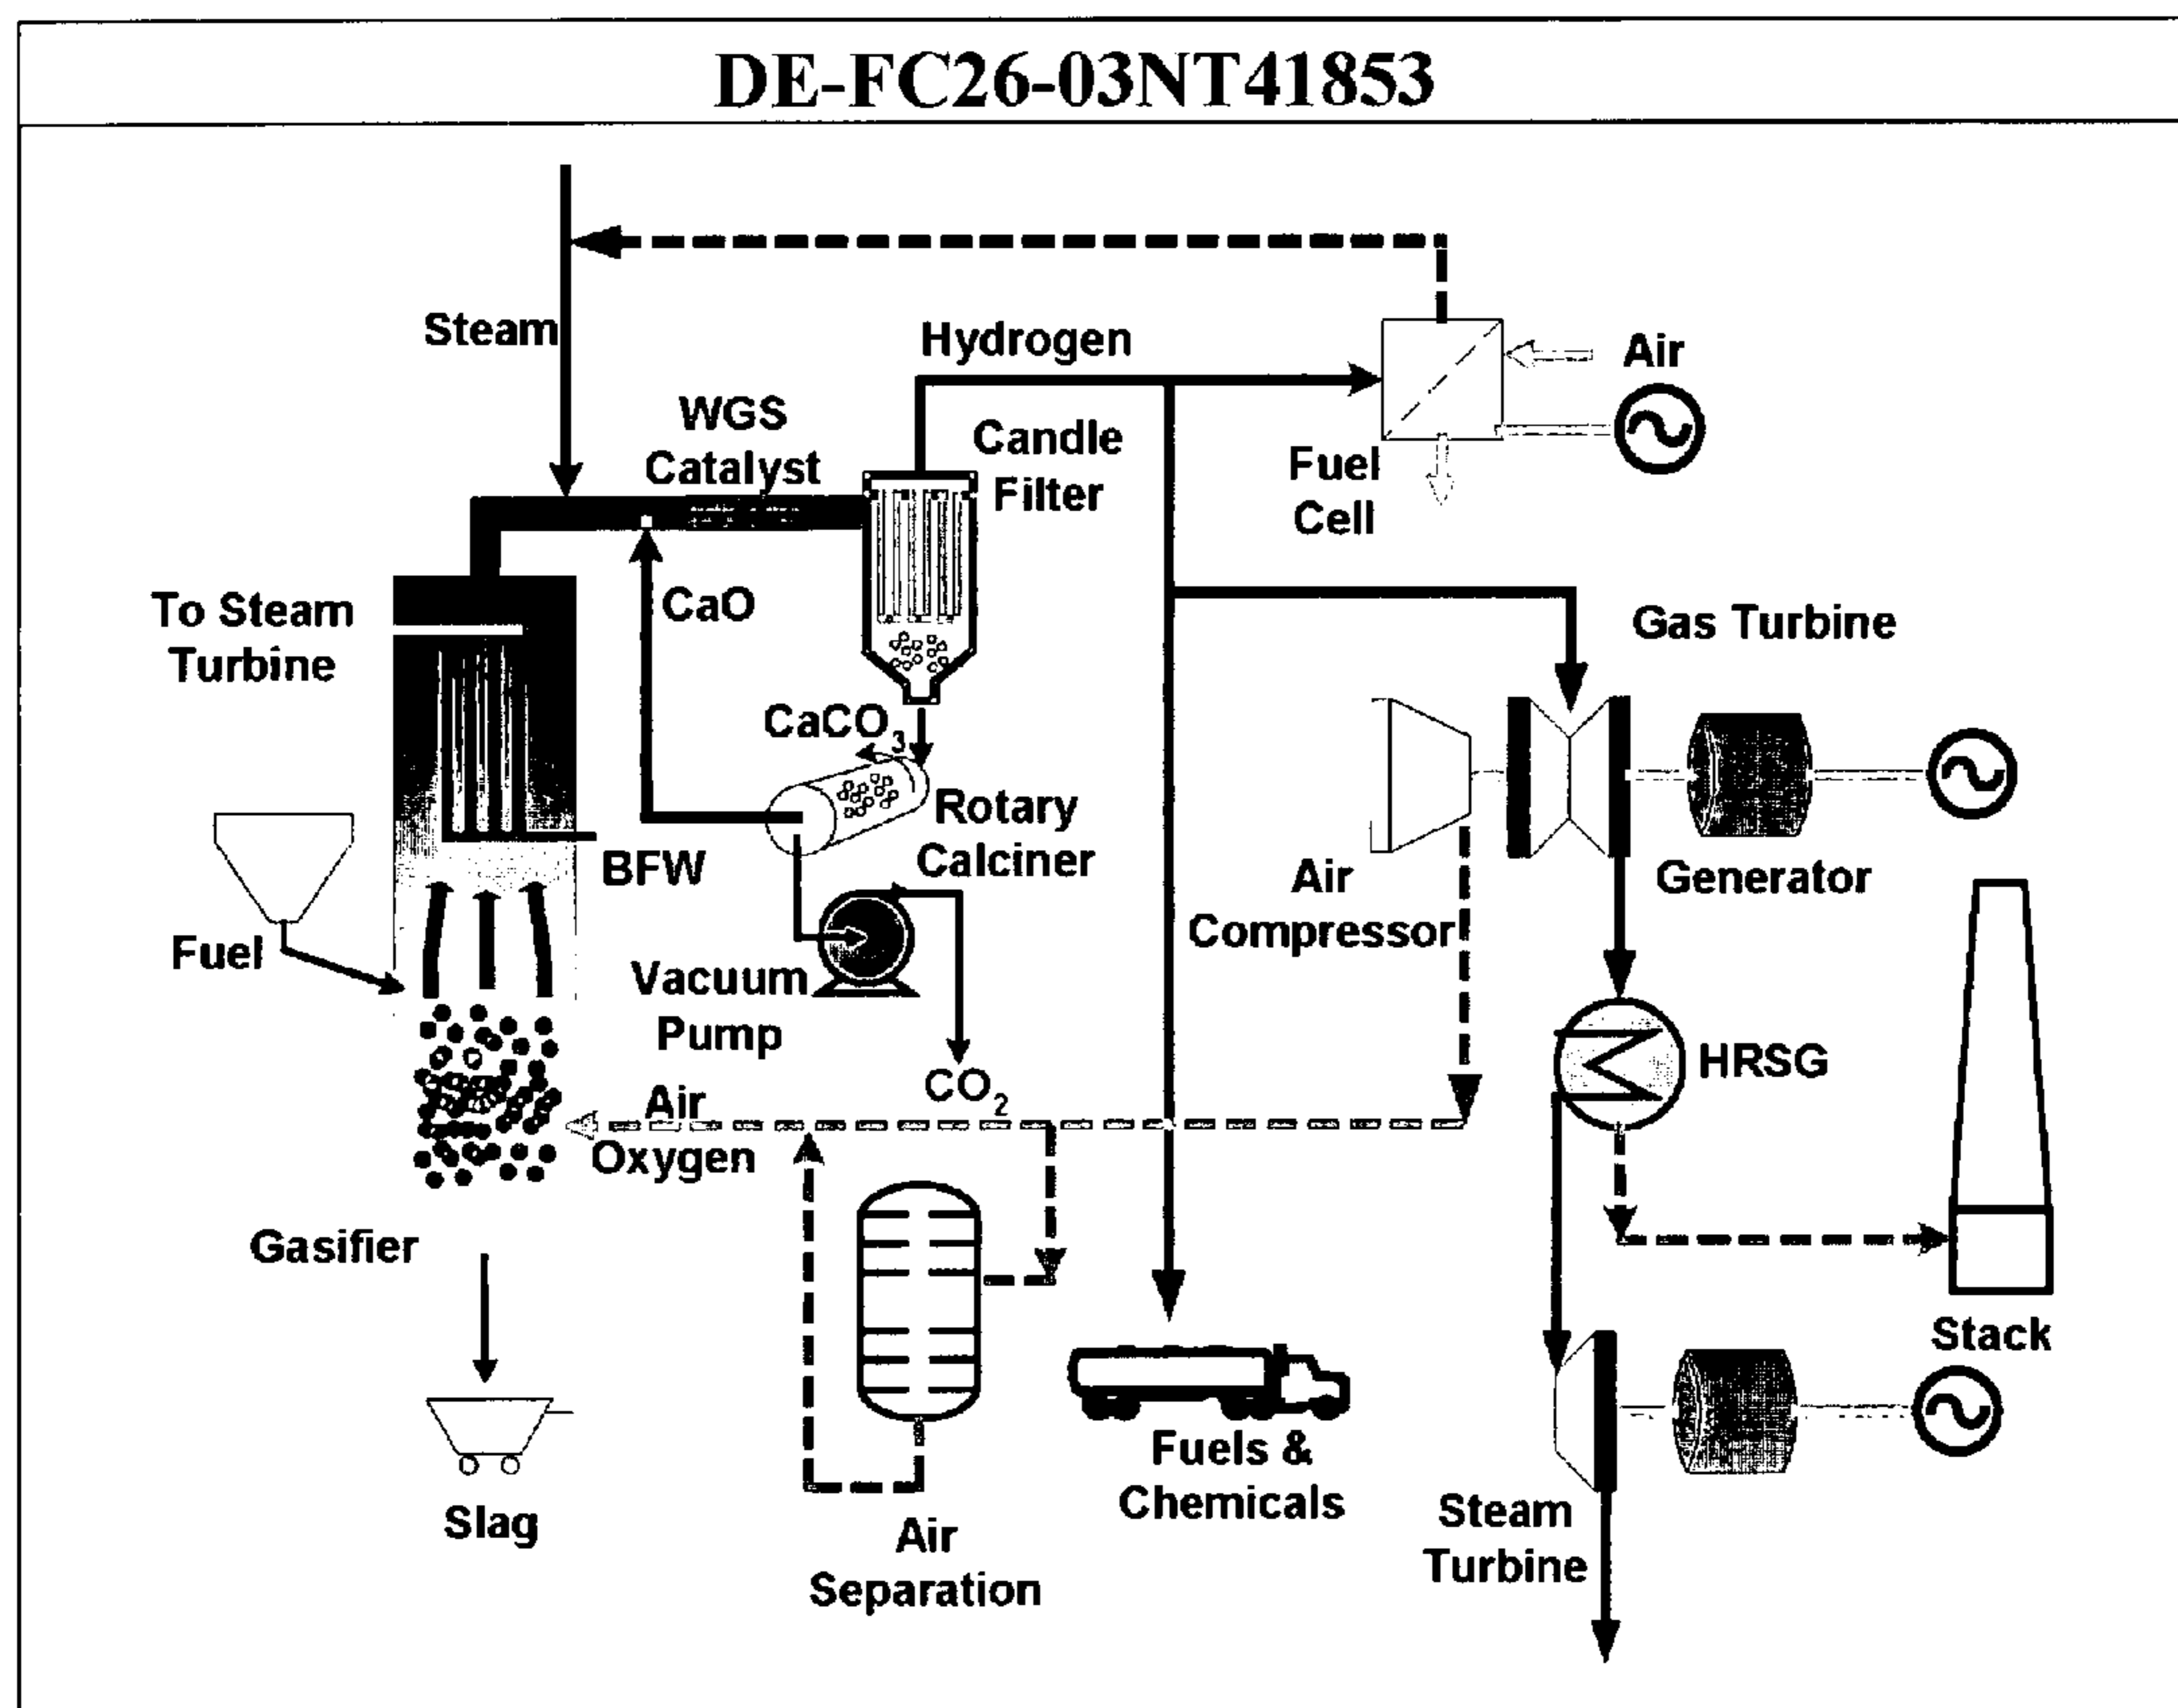 DE-FC26-03NT41853
Steam
Hydrogen
Air
WGS
Catalyst
Candle
Filter
Fuel
Cell
To Steam
Turbine
CaO
Gas Turbine
CaCO3
Rotary
Calciner
BFW
Fuel
Air
Compressor
Generator
Vacuum
Pump
HRSG
CO2
Air
Oxygen
Gasifier
Stack
Fuels &
Chemicals
Slag
Steam
Turbine
Air
Separation